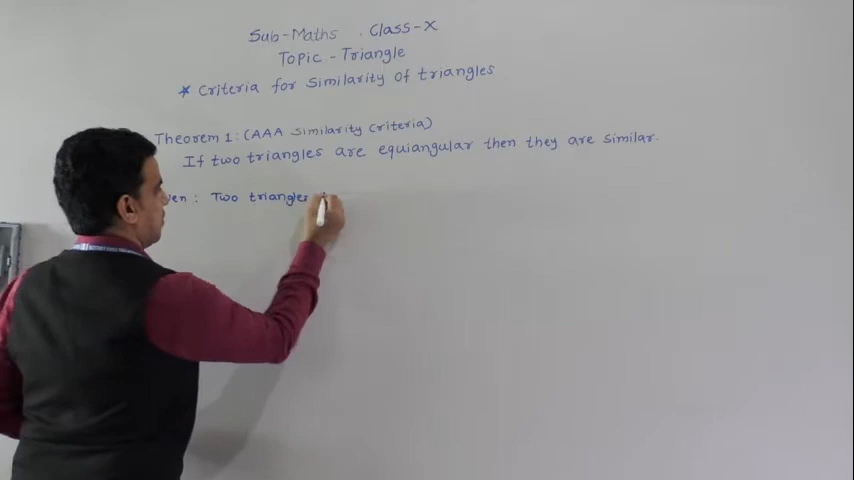 Sub-Maths . Class-X
Topic - Triangle
* Criteria for Similarity of triangles
Theorem 1: (AAA Similarity Criteria)
If two triangles are equiangular then they are similar.
: Two triangles